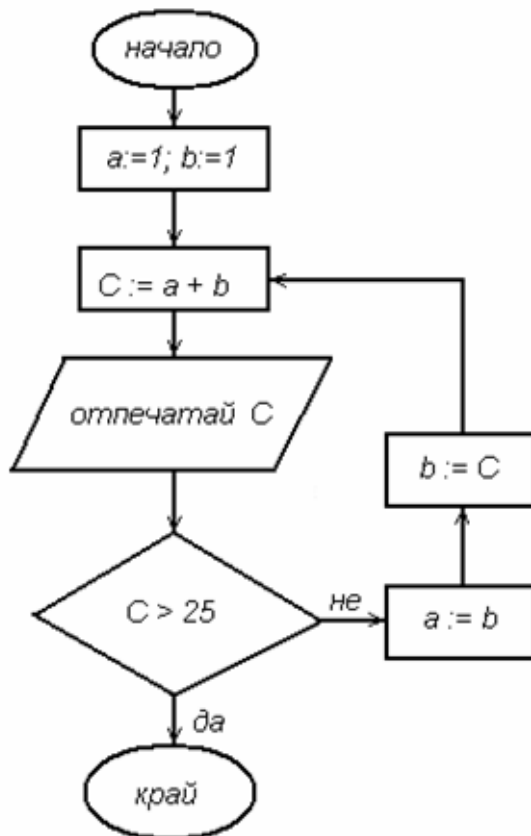 начало
a:=1; b:=1
C := a + b
отпечатай C
b := C
C > 25
не
a := b
да
край